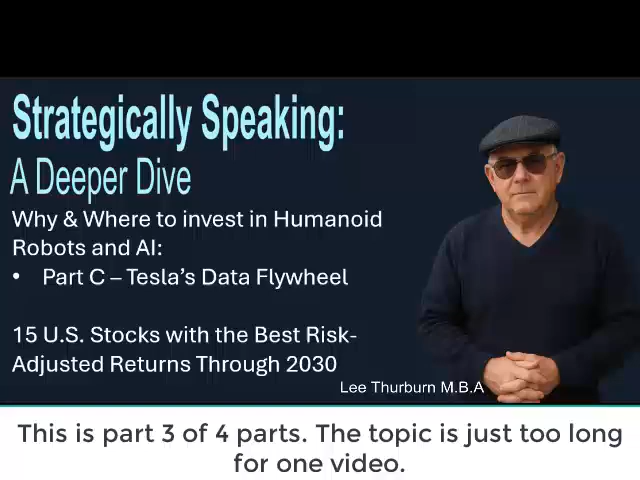 Strategically Speaking:
A Deeper Dive
Why & Where to invest in Humanoid
Robots and AI:
• Part C – Tesla's Data Flywheel
15 U.S. Stocks with the Best Risk-
Adjusted Returns Through 2030
Lee Thurburn M.B.A
This is part 3 of 4 parts. The topic is just too long
for one video.